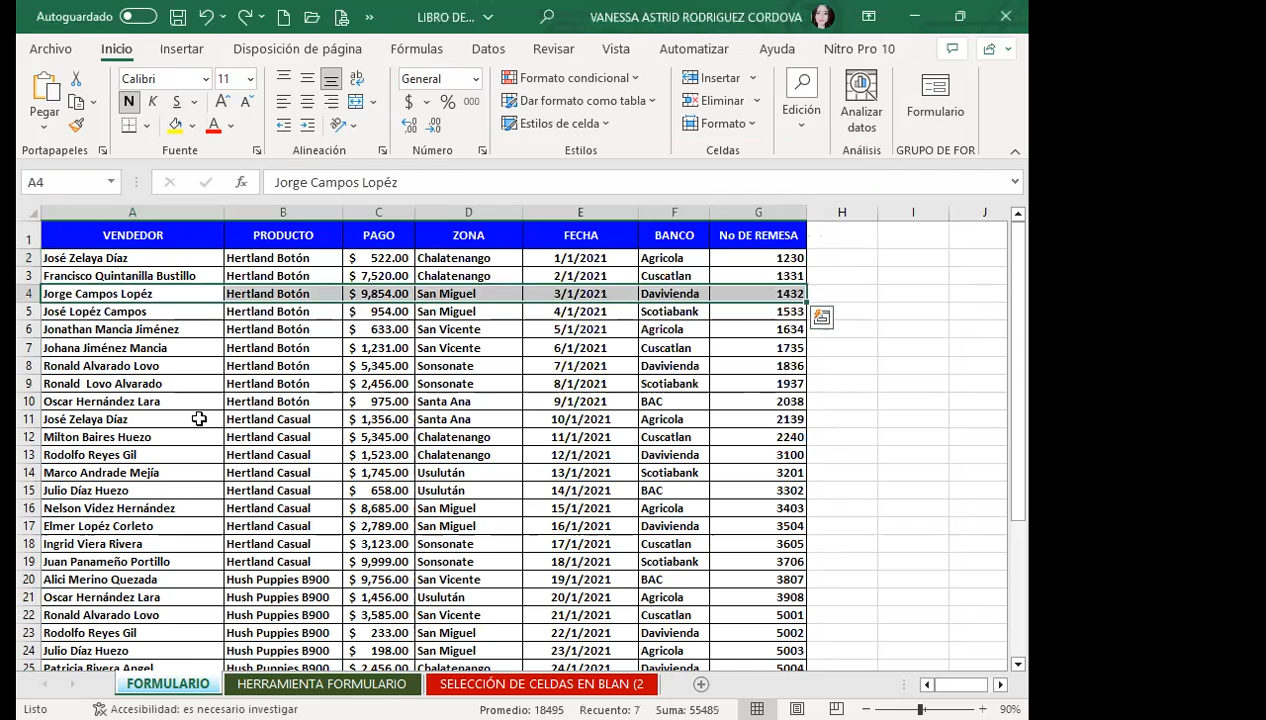 Autoguardado LIBRO DE... VANESSA ASTRID RODRIGUEZ CORDOVA
Archivo Inicio Insertar Disposición de página Fórmulas Datos Revisar Vista Automatizar Ayuda Nitro Pro 10
Pegar Calibri 11 General Formato condicional Insertar Edición Analizar datos Formulario
N K S $ % 000 Dar formato como tabla Eliminar
A Estilos de celda Formato
Portapapeles Fuente Alineación Número Estilos Celdas Análisis GRUPO DE FOR
A4 fx Jorge Campos Lopéz
A B C D E F G H I J
1 VENDEDOR PRODUCTO PAGO ZONA FECHA BANCO No DE REMESA
2 José Zelaya Díaz Hertland Botón $ 522.00 Chalatenango 1/1/2021 Agricola 1230
3 Francisco Quintanilla Bustillo Hertland Botón $ 7,520.00 Chalatenango 2/1/2021 Cuscatlan 1331
4 Jorge Campos Lopéz Hertland Botón $ 9,854.00 San Miguel 3/1/2021 Davivienda 1432
5 José Lopéz Campos Hertland Botón $ 954.00 San Miguel 4/1/2021 Scotiabank 1533
6 Jonathan Mancia Jiménez Hertland Botón $ 633.00 San Vicente 5/1/2021 Agricola 1634
7 Johana Jiménez Mancia Hertland Botón $ 1,231.00 San Vicente 6/1/2021 Cuscatlan 1735
8 Ronald Alvarado Lovo Hertland Botón $ 5,345.00 Sonsonate 7/1/2021 Davivienda 1836
9 Ronald Lovo Alvarado Hertland Botón $ 2,456.00 Sonsonate 8/1/2021 Scotiabank 1937
10 Oscar Hernández Lara Hertland Botón $ 975.00 Santa Ana 9/1/2021 BAC 2038
11 José Zelaya Díaz Hertland Casual $ 1,356.00 Santa Ana 10/1/2021 Agricola 2139
12 Milton Baires Huezo Hertland Casual $ 5,345.00 Chalatenango 11/1/2021 Cuscatlan 2240
13 Rodolfo Reyes Gil Hertland Casual $ 1,523.00 Chalatenango 12/1/2021 Davivienda 3100
14 Marco Andrade Mejía Hertland Casual $ 1,745.00 Usulután 13/1/2021 Scotiabank 3201
15 Julio Díaz Huezo Hertland Casual $ 658.00 Usulután 14/1/2021 BAC 3302
16 Nelson Videz Hernández Hertland Casual $ 8,685.00 San Miguel 15/1/2021 Agricola 3403
17 Elmer Lopéz Corleto Hertland Casual $ 2,789.00 San Miguel 16/1/2021 Davivienda 3504
18 Ingrid Viera Rivera Hertland Casual $ 3,123.00 Sonsonate 17/1/2021 Cuscatlan 3605
19 Juan Panameño Portillo Hertland Casual $ 9,999.00 Sonsonate 18/1/2021 Scotiabank 3706
20 Alici Merino Quezada Hush Puppies B900 $ 9,756.00 San Vicente 19/1/2021 BAC 3807
21 Oscar Hernández Lara Hush Puppies B900 $ 1,456.00 Usulután 20/1/2021 Agricola 3908
22 Ronald Alvarado Lovo Hush Puppies B900 $ 3,585.00 San Vicente 21/1/2021 Cuscatlan 5001
23 Rodolfo Reyes Gil Hush Puppies B900 $ 233.00 San Miguel 22/1/2021 Davivienda 5002
24 Julio Díaz Huezo Hush Puppies B900 $ 198.00 San Miguel 23/1/2021 Agricola 5003
25 Patricia Rivera Angel Hush Puppies B900 $ 2,456.00 Chalatenango 24/1/2021 Davivienda 5004
FORMULARIO HERRAMIENTA FORMULARIO SELECCIÓN DE CELDAS EN BLAN (2
Listo Accesibilidad: es necesario investigar Promedio: 18495 Recuento: 7 Suma: 55485 90%